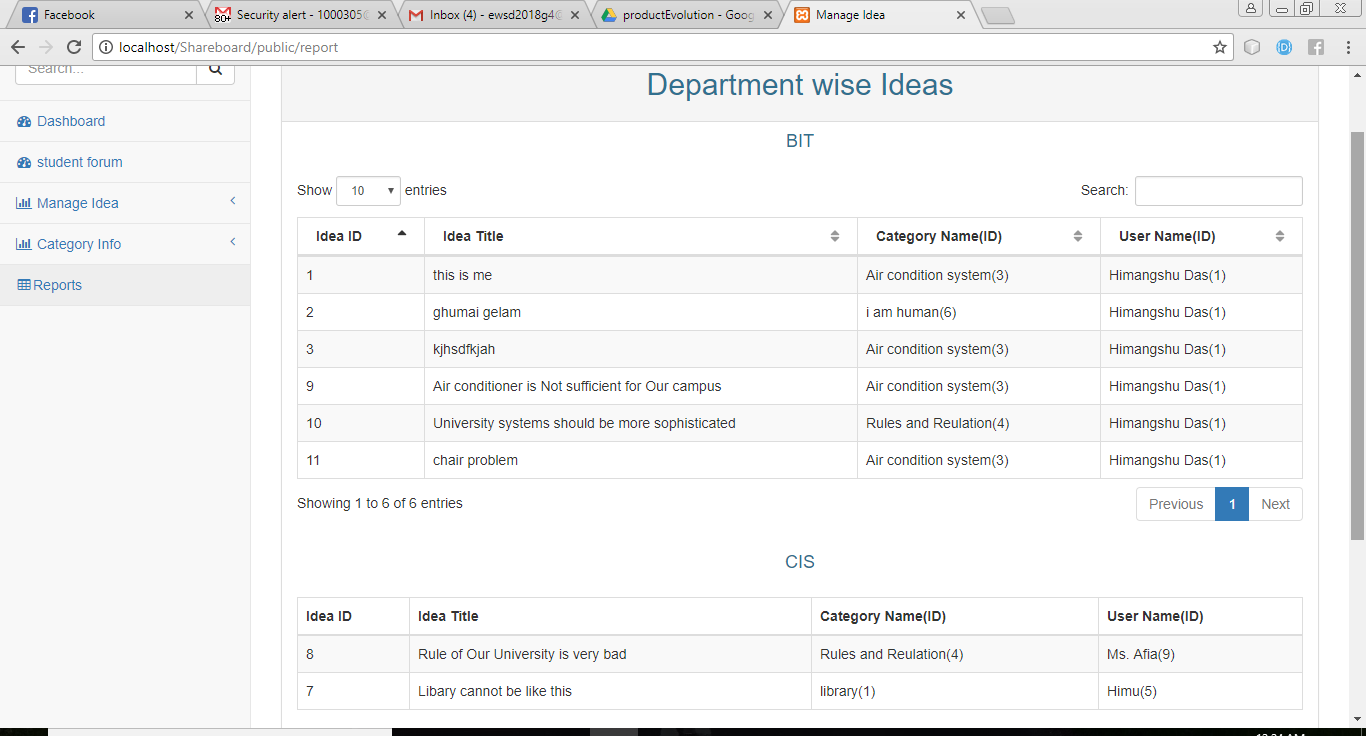 Facebook
Security alert - 1000305@
Inbox (4) - ewsd2018g4@
productEvolution - Goog
Manage Idea
localhost/Shareboard/public/report
Search...
Dashboard
student forum
Manage Idea
Category Info
Reports
Department wise Ideas
BIT
Show 10 entries Search:
Idea ID Idea Title Category Name(ID) User Name(ID)
1 this is me Air condition system(3) Himangshu Das(1)
2 ghumai gelam i am human(6) Himangshu Das(1)
3 kjhsdfkjah Air condition system(3) Himangshu Das(1)
9 Air conditioner is Not sufficient for Our campus Air condition system(3) Himangshu Das(1)
10 University systems should be more sophisticated Rules and Reulation(4) Himangshu Das(1)
11 chair problem Air condition system(3) Himangshu Das(1)
Showing 1 to 6 of 6 entries Previous 1 Next
CIS
Idea ID Idea Title Category Name(ID) User Name(ID)
8 Rule of Our University is very bad Rules and Reulation(4) Ms. Afia(9)
7 Libary cannot be like this library(1) Himu(5)